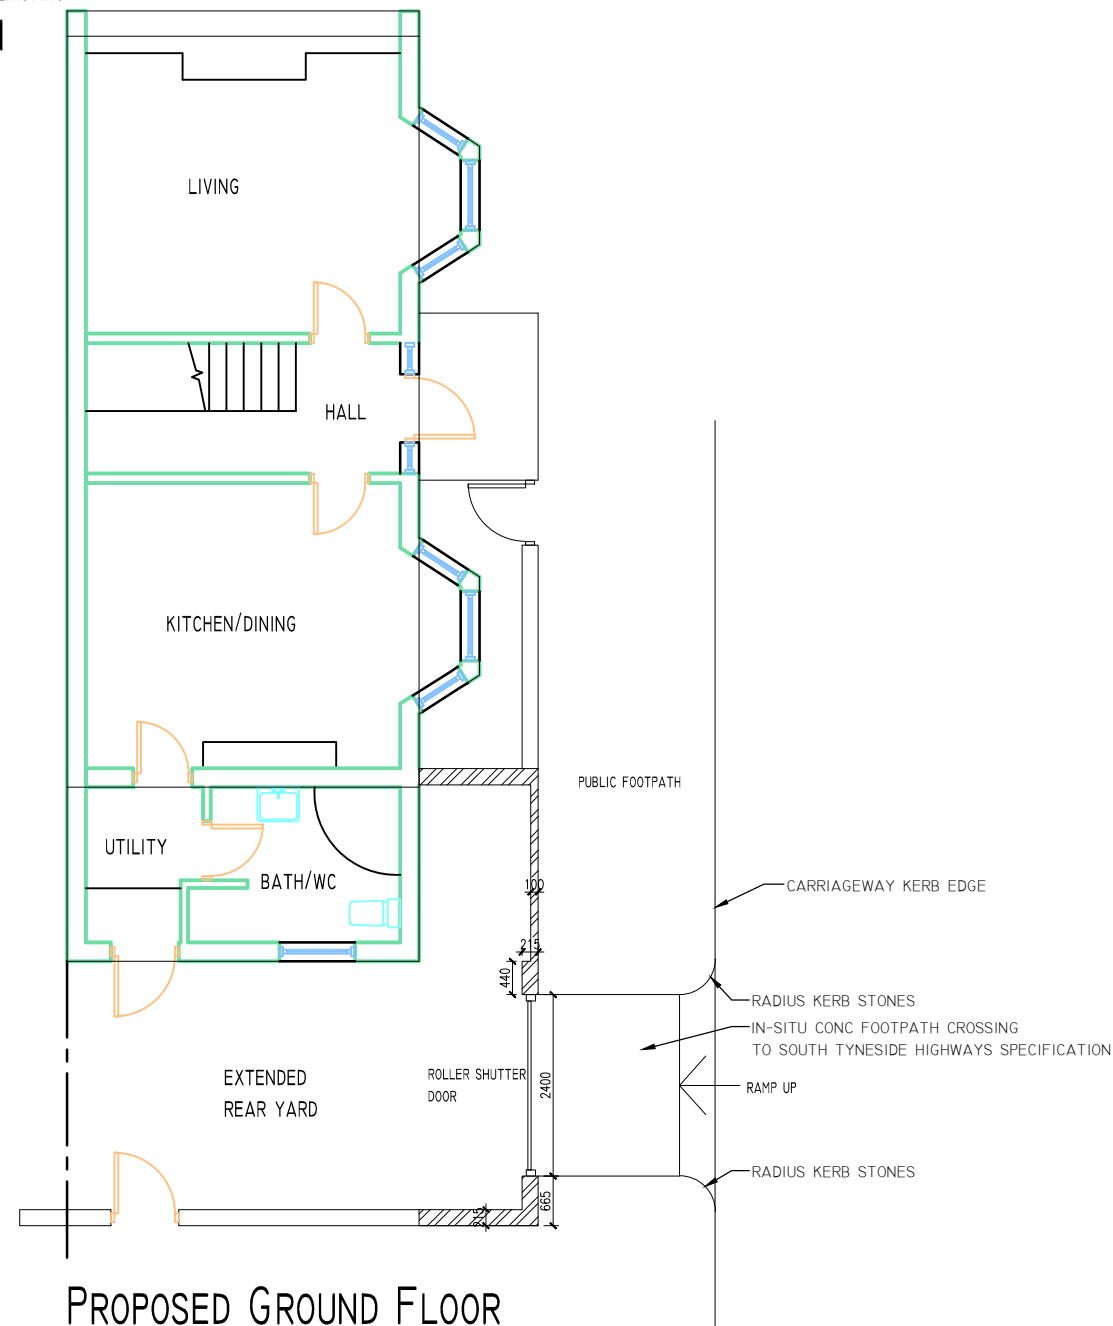 LIVING
HALL
KITCHEN/DINING
PUBLIC FOOTPATH
UTILITY
BATH/WC
100
CARRIAGEWAY KERB EDGE
215
440
RADIUS KERB STONES
IN-SITU CONC FOOTPATH CROSSING
TO SOUTH TYNESIDE HIGHWAYS SPECIFICATION
EXTENDED
REAR YARD
ROLLER SHUTTER
DOOR
2400
RAMP UP
RADIUS KERB STONES
665
215
PROPOSED GROUND FLOOR